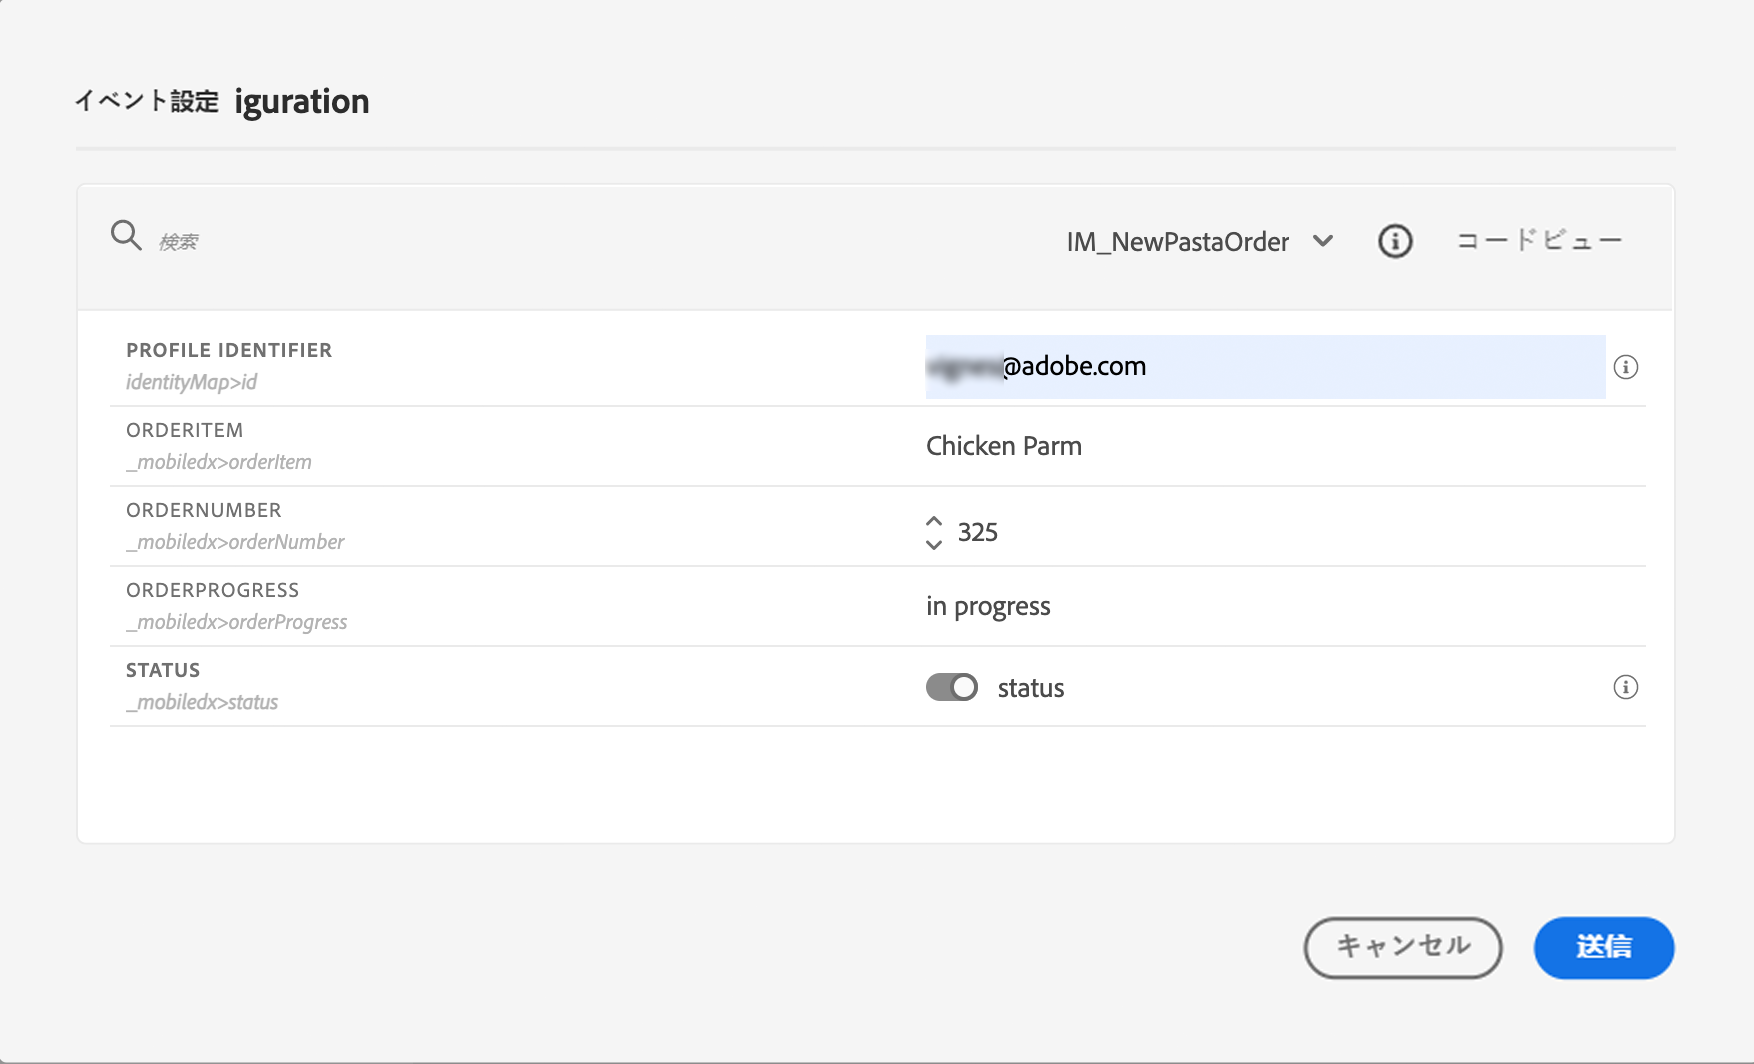 イベント設定 iguration
検索
IM_NewPastaOrder
コードビュー
PROFILE IDENTIFIER
identityMap>id
@adobe.com
ORDERITEM
_mobiledx>orderItem
Chicken Parm
ORDERNUMBER
_mobiledx>orderNumber
325
ORDERPROGRESS
_mobiledx>orderProgress
in progress
STATUS
_mobiledx>status
status
キャンセル
送信